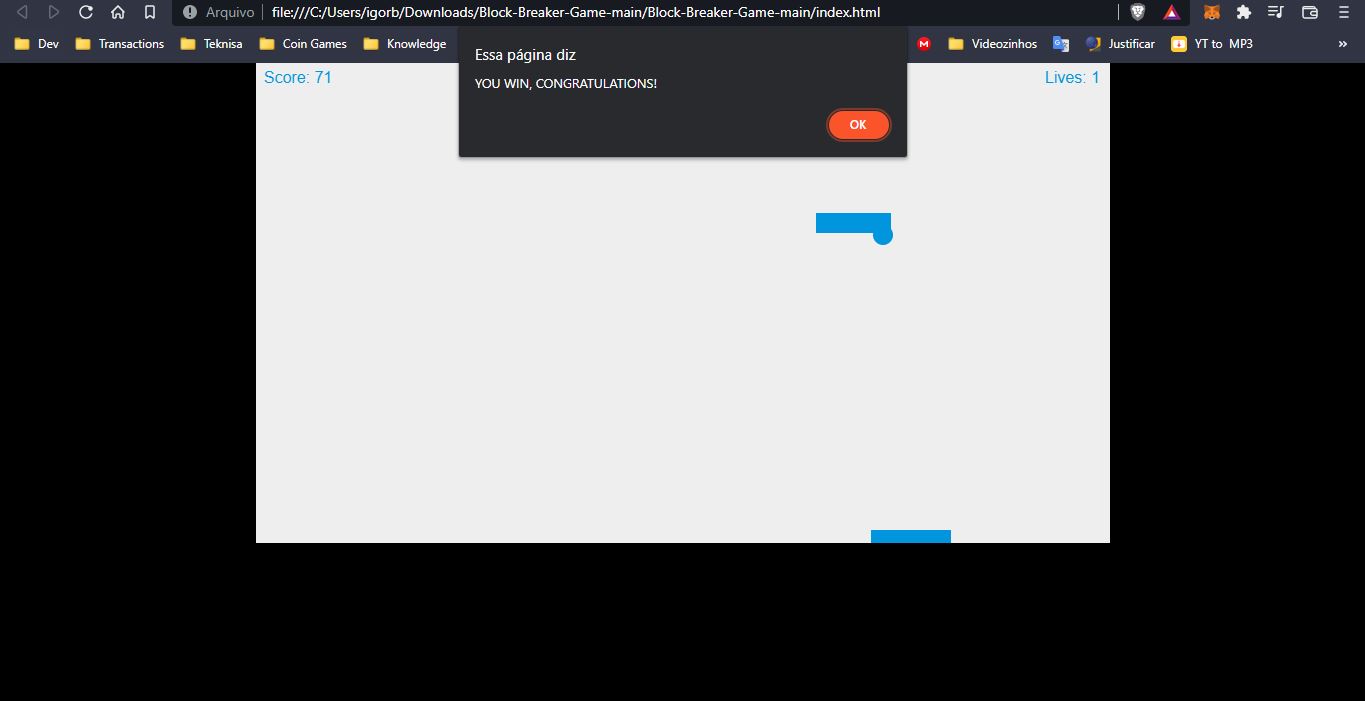 Arquivo file:///C:/Users/igorb/Downloads/Block-Breaker-Game-main/Block-Breaker-Game-main/index.html
Dev Transactions Teknisa Coin Games Knowledge M Videozinhos Justificar YT to MP3 »
Essa página diz
YOU WIN, CONGRATULATIONS!
OK
Score: 71 Lives: 1